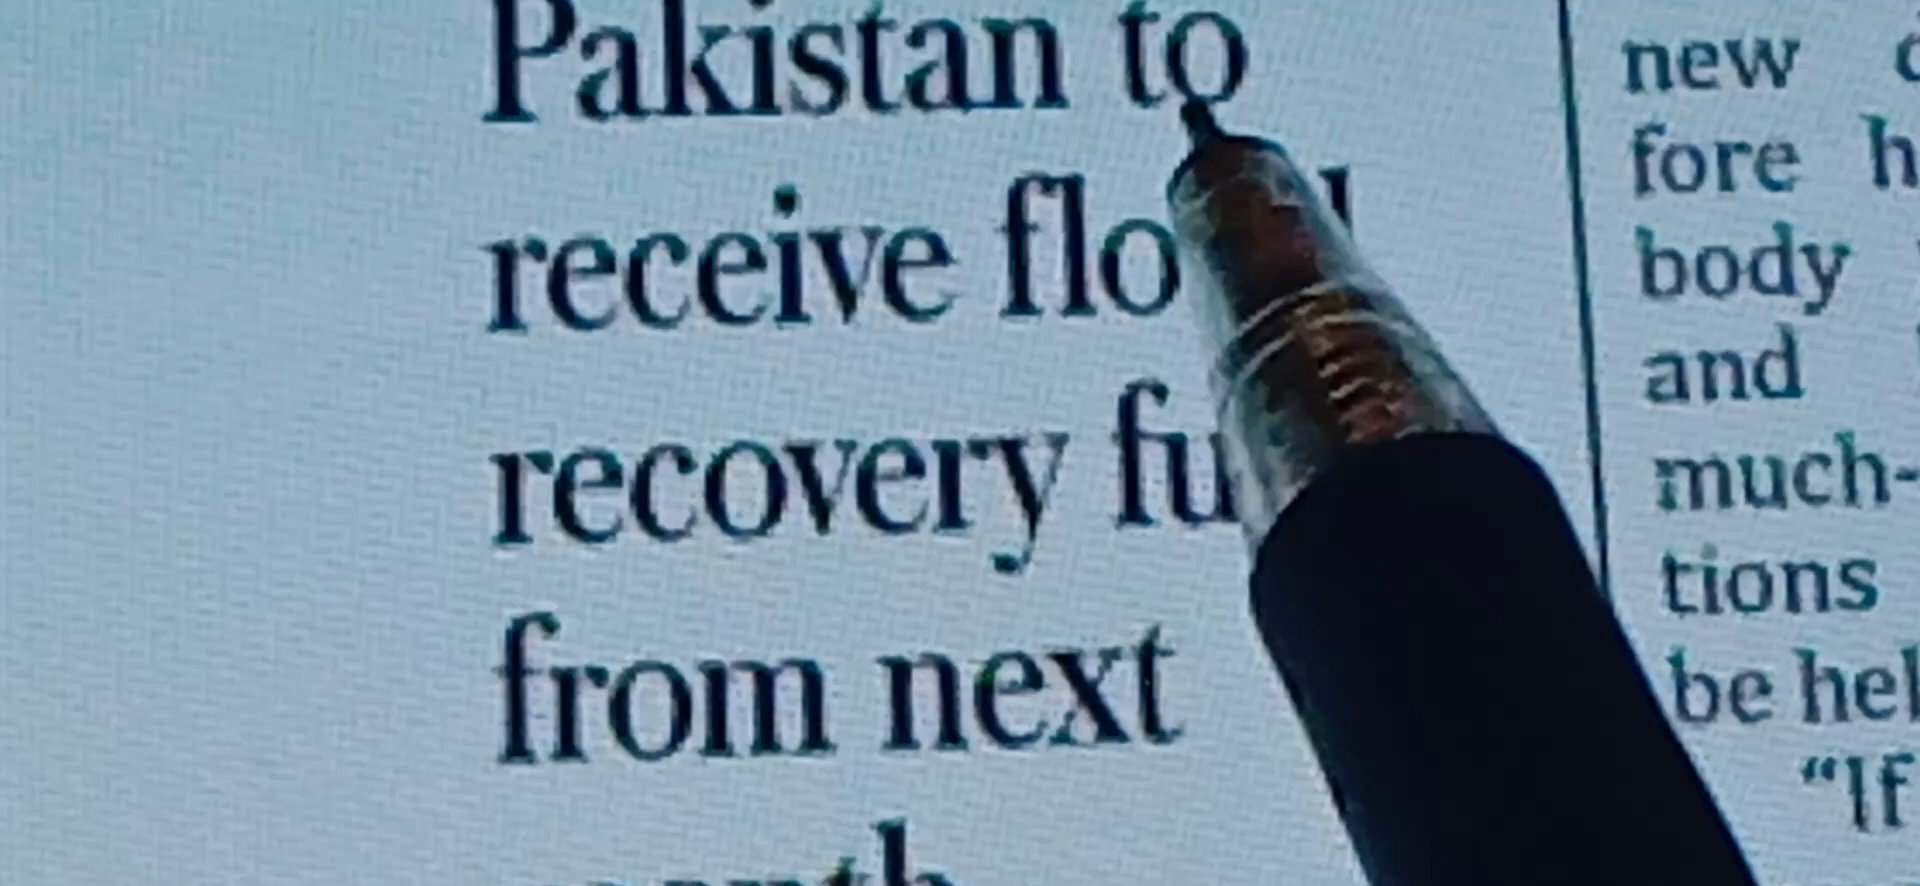 Pakistan to
receive flo
recovery fu
from next
new
fore h
body
and
much-
tions
be hel
“If